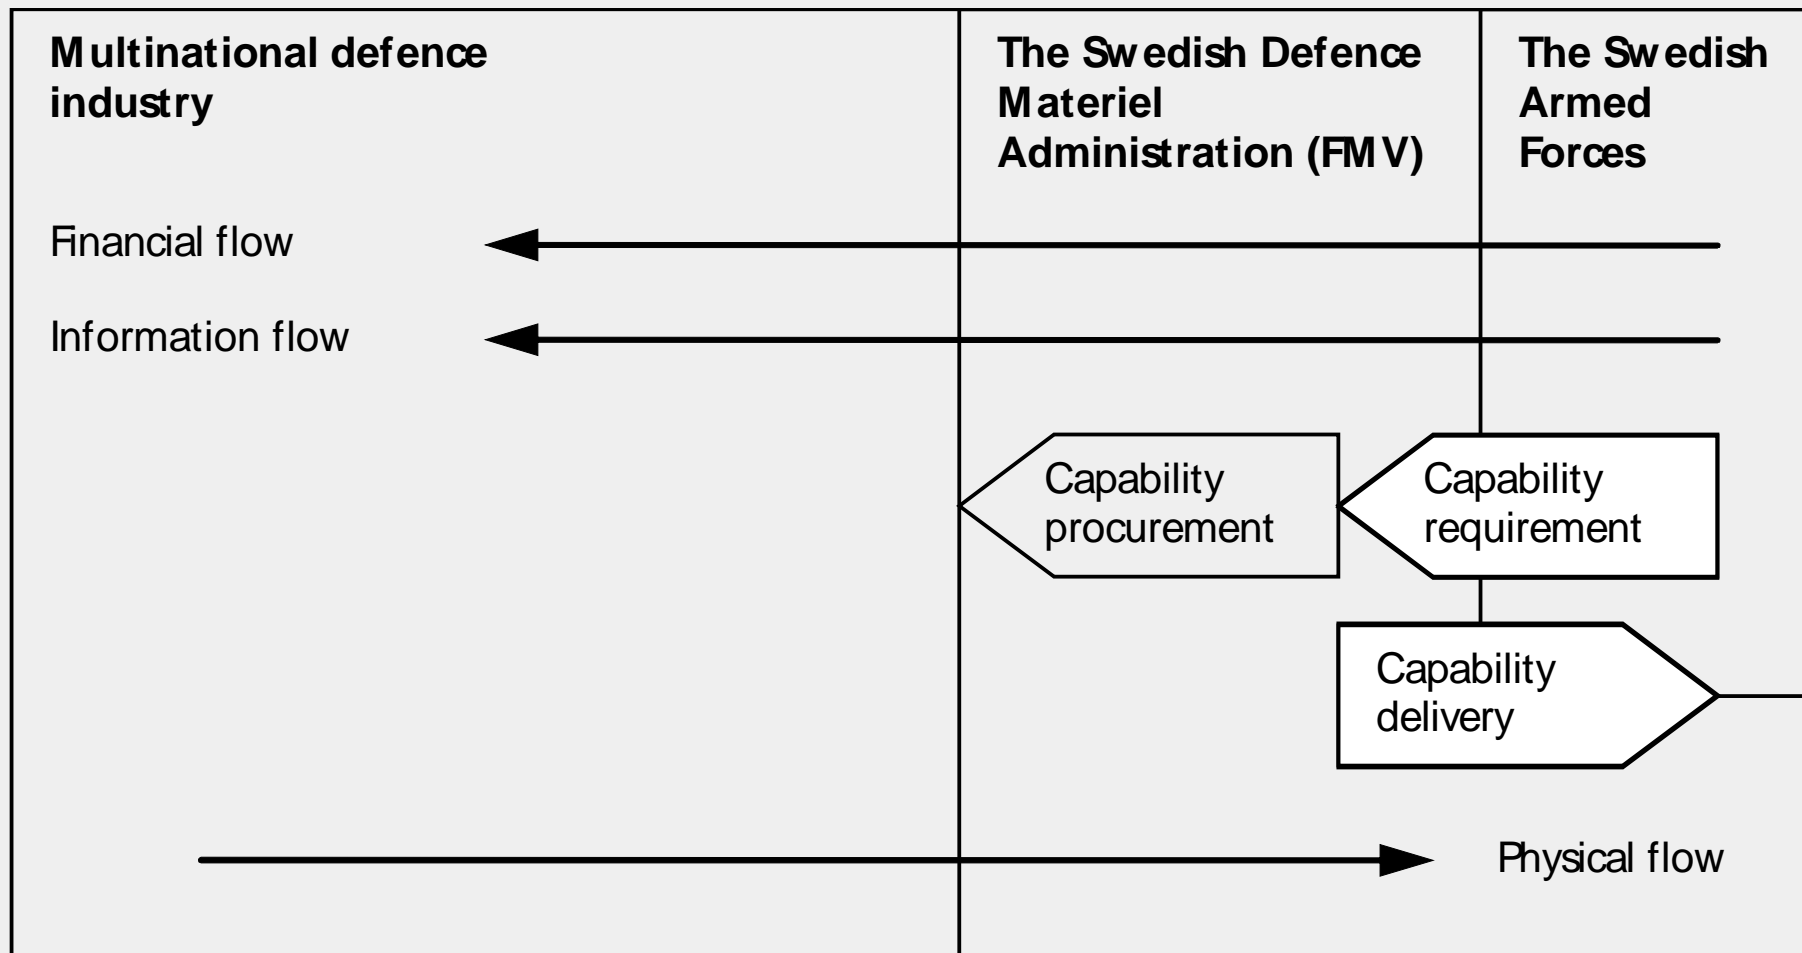 Multinational defence
industry
The Swedish Defence
Materiel
Administration (FMV)
The Swedish
Armed
Forces
Financial flow
Information flow
Capability
procurement
Capability
requirement
Capability
delivery
Physical flow